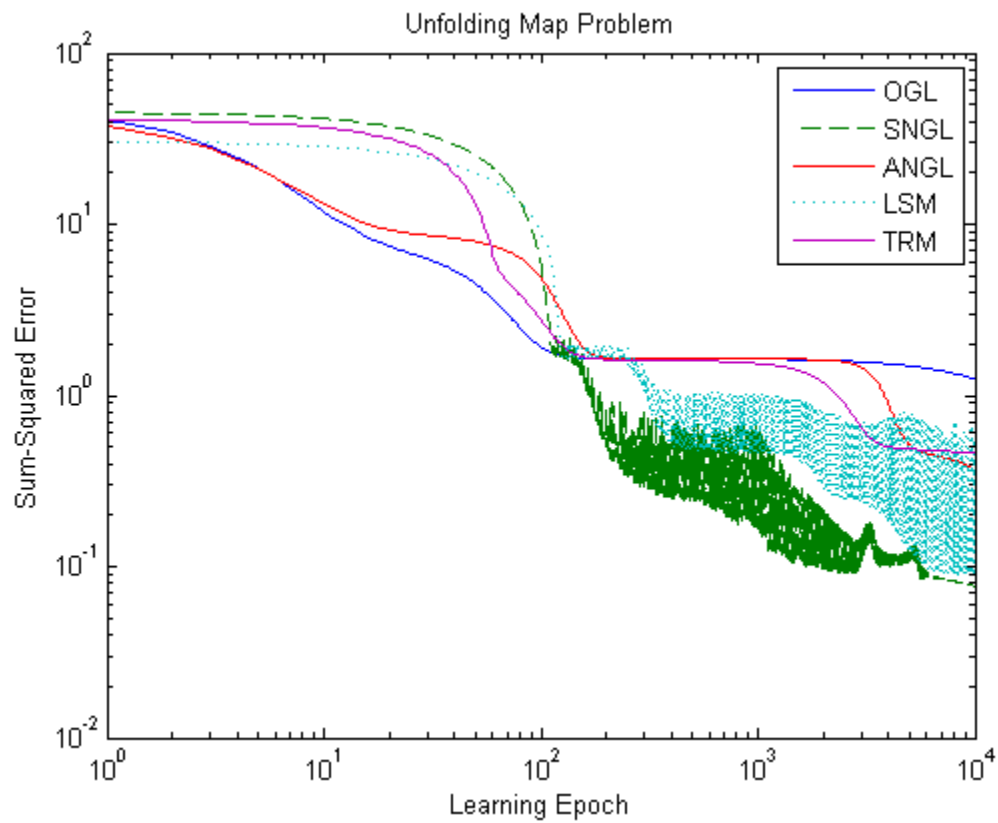 Unfolding Map Problem
10^2
10^1
10^0
10^-1
10^-2
Sum-Squared Error
OGL
SNGL
ANGL
LSM
TRM
10^0 10^1 10^2 10^3 10^4
Learning Epoch